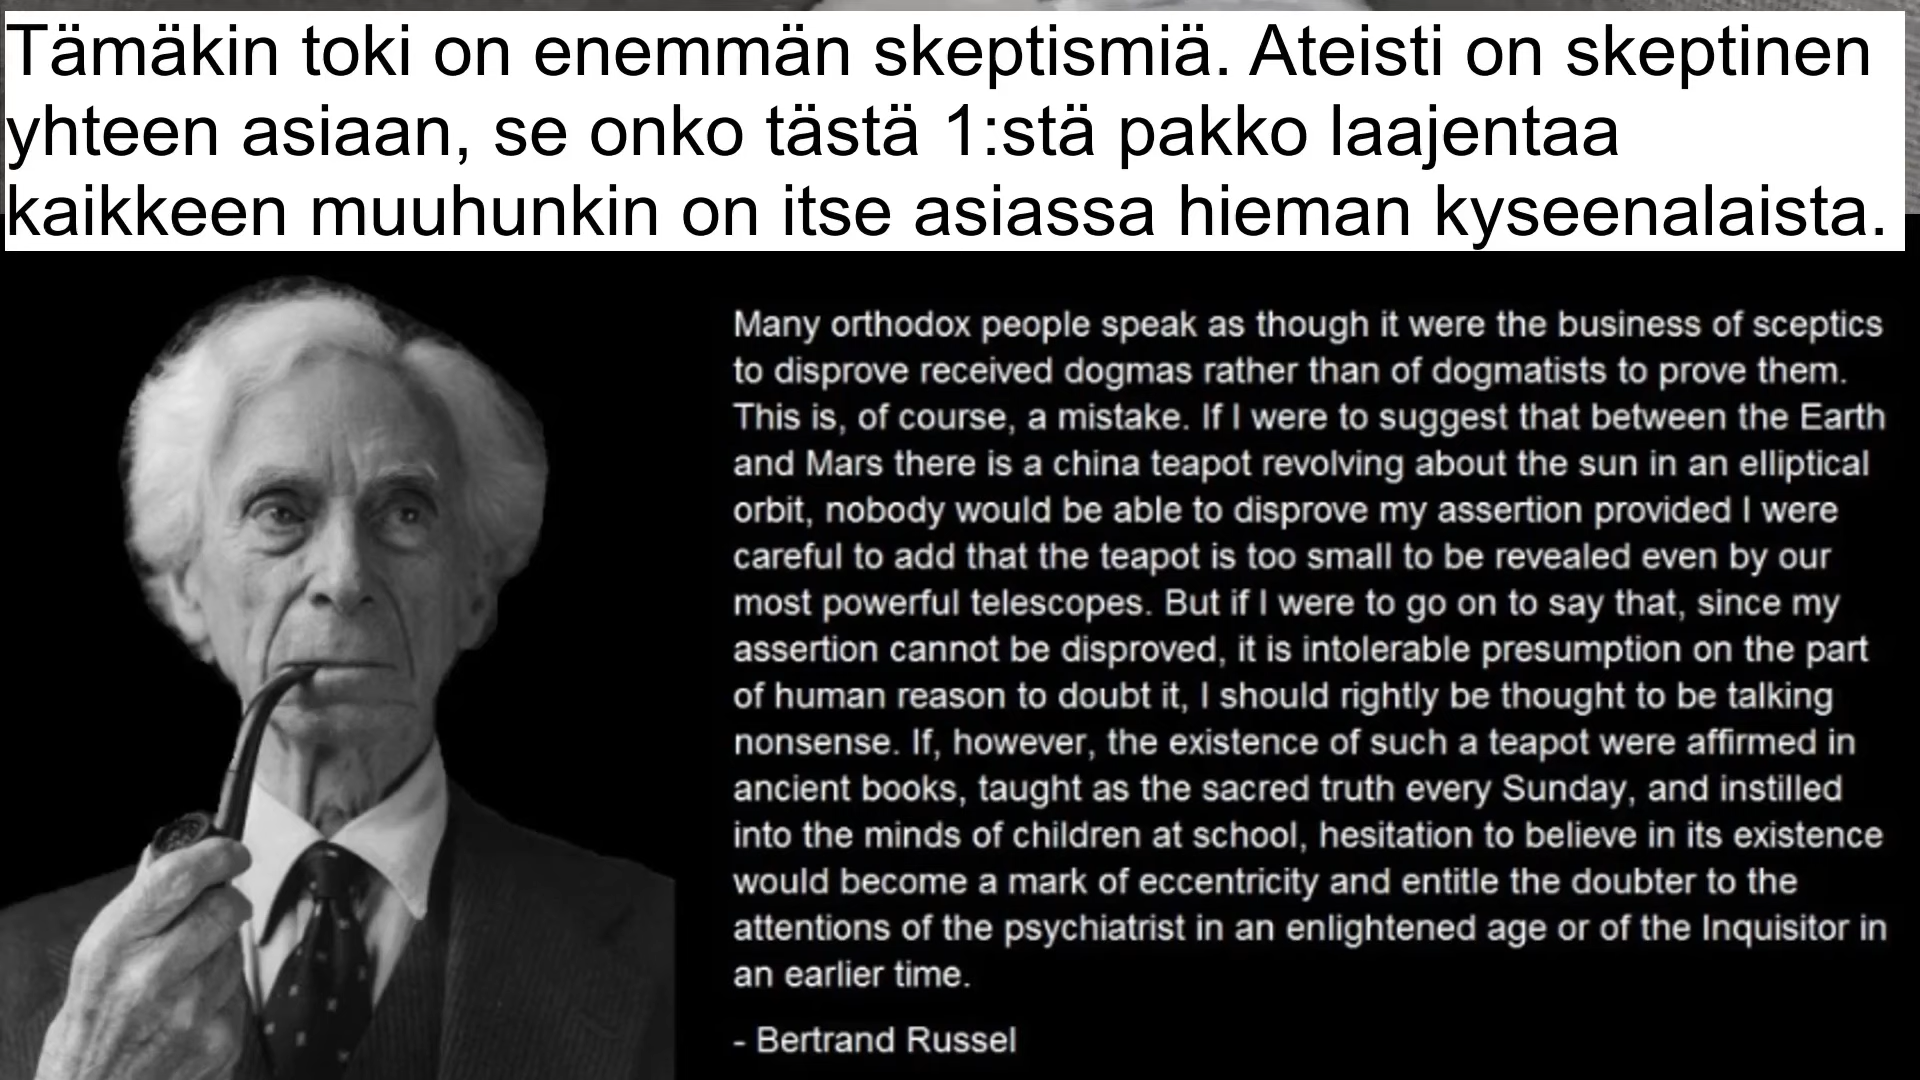 Tämäkin toki on enemmän skeptismiä. Ateisti on skeptinen
yhteen asiaan, se onko tästä 1:stä pakko laajentaa
kaikkeen muuhunkin on itse asiassa hieman kyseenalaista.
Many orthodox people speak as though it were the business of sceptics
to disprove received dogmas rather than of dogmatists to prove them.
This is, of course, a mistake. If I were to suggest that between the Earth
and Mars there is a china teapot revolving about the sun in an elliptical
orbit, nobody would be able to disprove my assertion provided I were
careful to add that the teapot is too small to be revealed even by our
most powerful telescopes. But if I were to go on to say that, since my
assertion cannot be disproved, it is intolerable presumption on the part
of human reason to doubt it, I should rightly be thought to be talking
nonsense. If, however, the existence of such a teapot were affirmed in
ancient books, taught as the sacred truth every Sunday, and instilled
into the minds of children at school, hesitation to believe in its existence
would become a mark of eccentricity and entitle the doubter to the
attentions of the psychiatrist in an enlightened age or of the Inquisitor in
an earlier time.
- Bertrand Russel